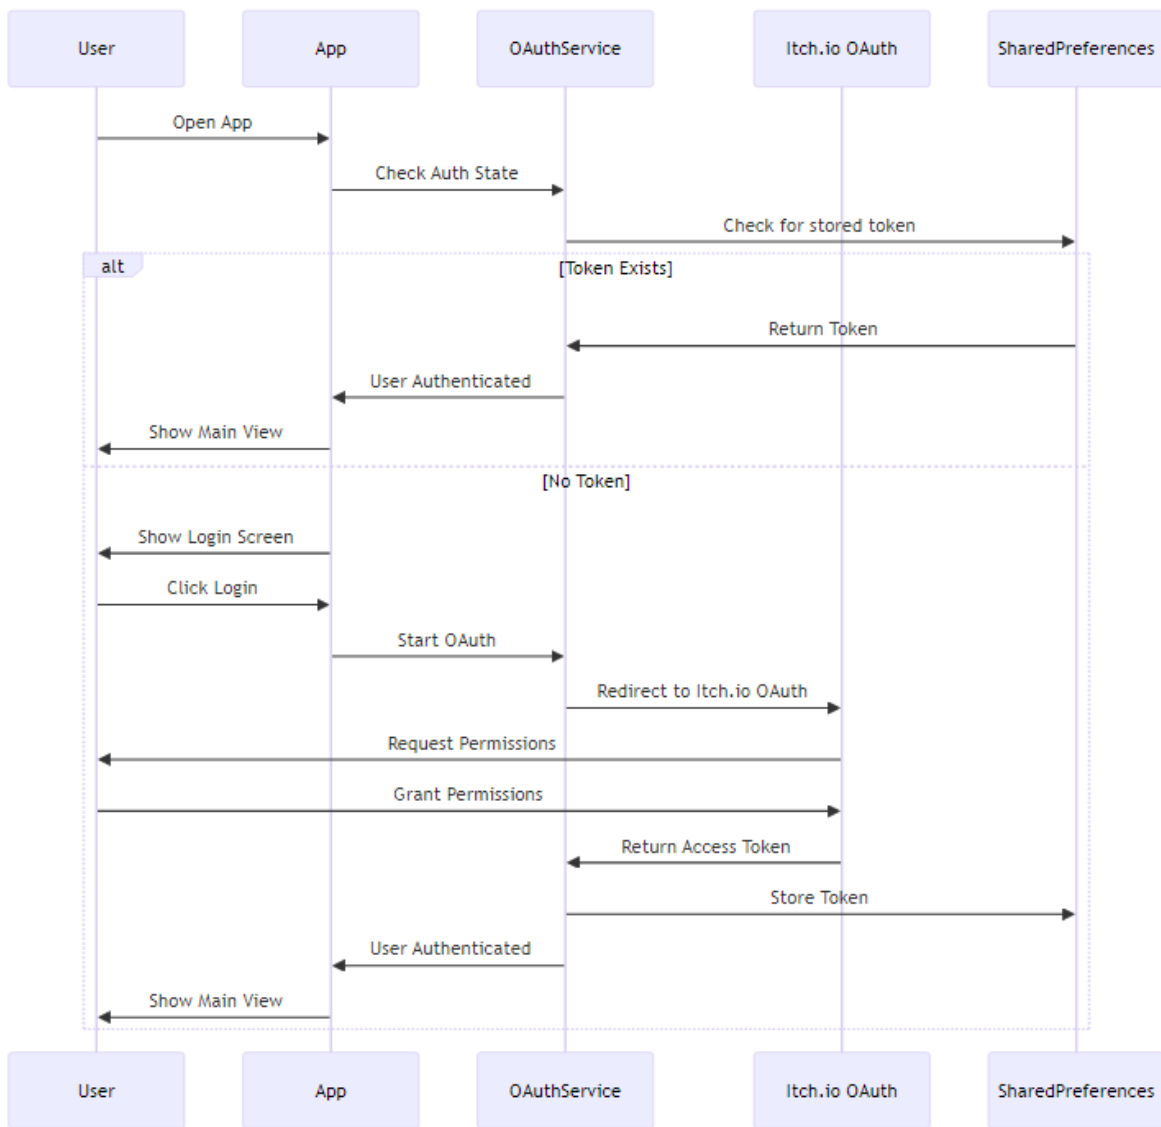 User
App
OAuthService
Itch.io OAuth
SharedPreferences
Open App
Check Auth State
Check for stored token
alt
[Token Exists]
Return Token
User Authenticated
Show Main View
[No Token]
Show Login Screen
Click Login
Start OAuth
Redirect to Itch.io OAuth
Request Permissions
Grant Permissions
Return Access Token
Store Token
User Authenticated
Show Main View
User
App
OAuthService
Itch.io OAuth
SharedPreferences